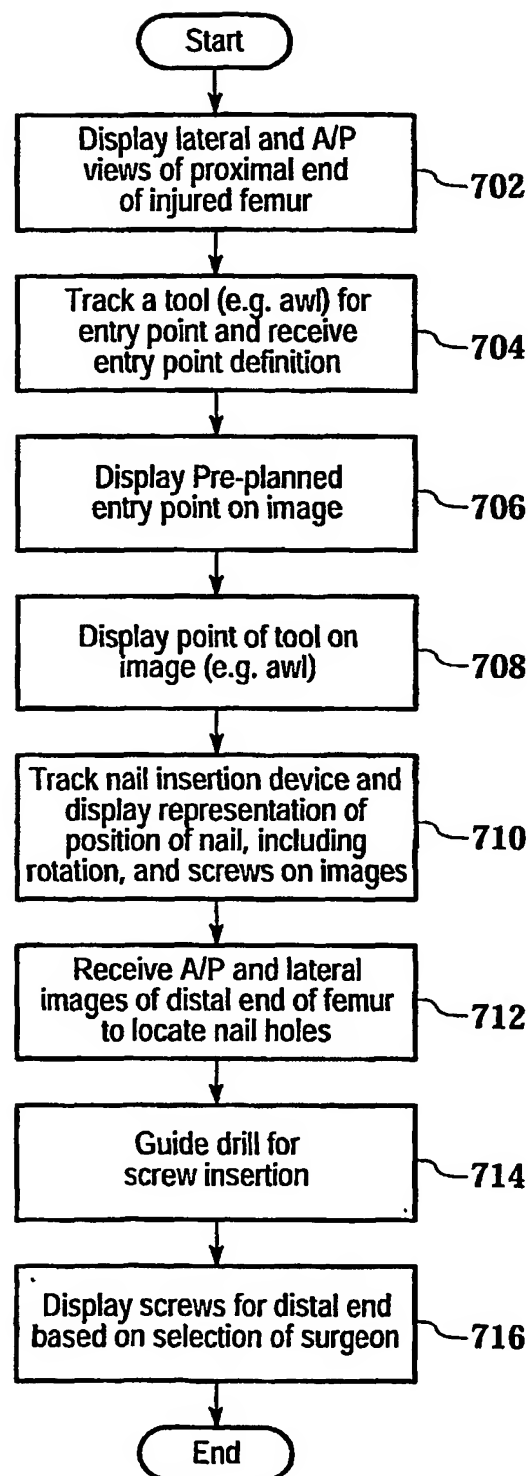 Start
Display lateral and A/P
views of proximal end
of injured femur
702
Track a tool (e.g. awl) for
entry point and receive
entry point definition
704
Display Pre-planned
entry point on image
706
Display point of tool on
image (e.g. awl)
708
Track nail insertion device and
display representation of
position of nail, including
rotation, and screws on images
710
Receive A/P and lateral
images of distal end of femur
to locate nail holes
712
Guide drill for
screw insertion
714
Display screws for distal end
based on selection of surgeon
716
End